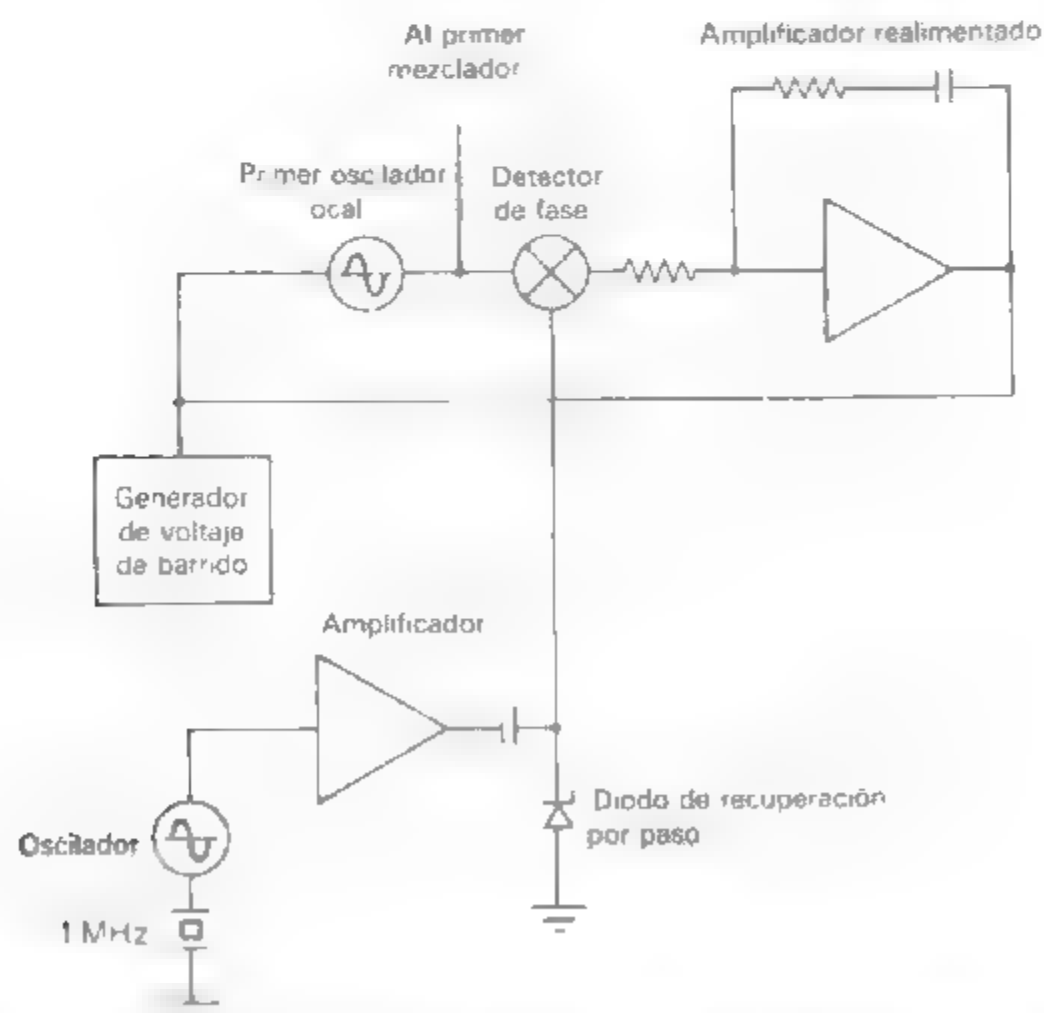 Al primer
mezclador
Amplificador realimentado
Primer oscilador
local
Detector
de fase
Generador
de voltaje
de barrido
Amplificador
Diodo de recuperación
por paso
Oscilador
1 MHz